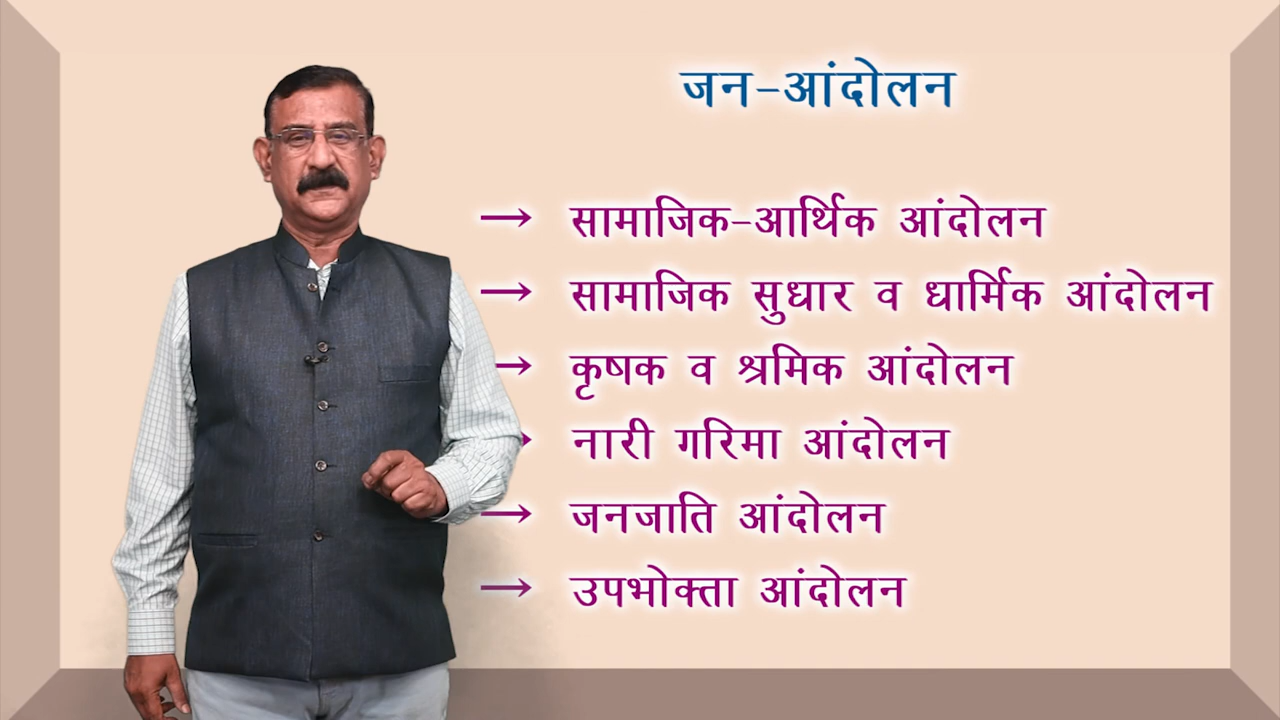 जन-आंदोलन
→ सामाजिक-आर्थिक आंदोलन
→ सामाजिक सुधार व धार्मिक आंदोलन
→ कृषक व श्रमिक आंदोलन
→ नारी गरिमा आंदोलन
→ जनजाति आंदोलन
→ उपभोक्ता आंदोलन